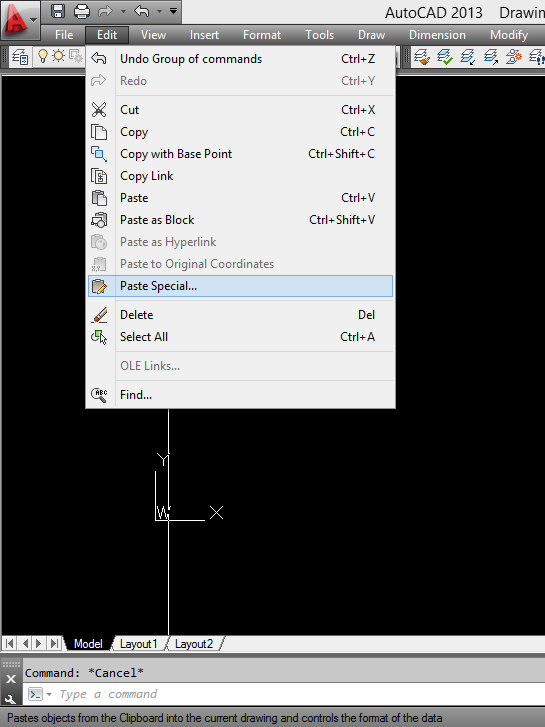 AutoCAD 2013 Drawin
File Edit View Insert Format Tools Draw Dimension Modify
Undo Group of commands Ctrl+Z
Redo Ctrl+Y
Cut Ctrl+X
Copy Ctrl+C
Copy with Base Point Ctrl+Shift+C
Copy Link
Paste Ctrl+V
Paste as Block Ctrl+Shift+V
Paste as Hyperlink
Paste to Original Coordinates
Paste Special...
Delete Del
Select All Ctrl+A
OLE Links...
ABC Find...
Y
W X
Model Layout1 Layout2
Command: *Cancel*
Type a command
Pastes objects from the Clipboard into the current drawing and controls the format of the data